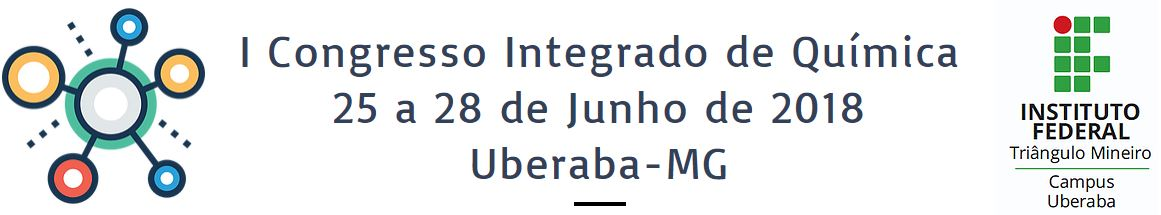 I Congresso Integrado de Química
25 a 28 de Junho de 2018
Uberaba-MG
INSTITUTO
FEDERAL
Triângulo Mineiro
Campus
Uberaba